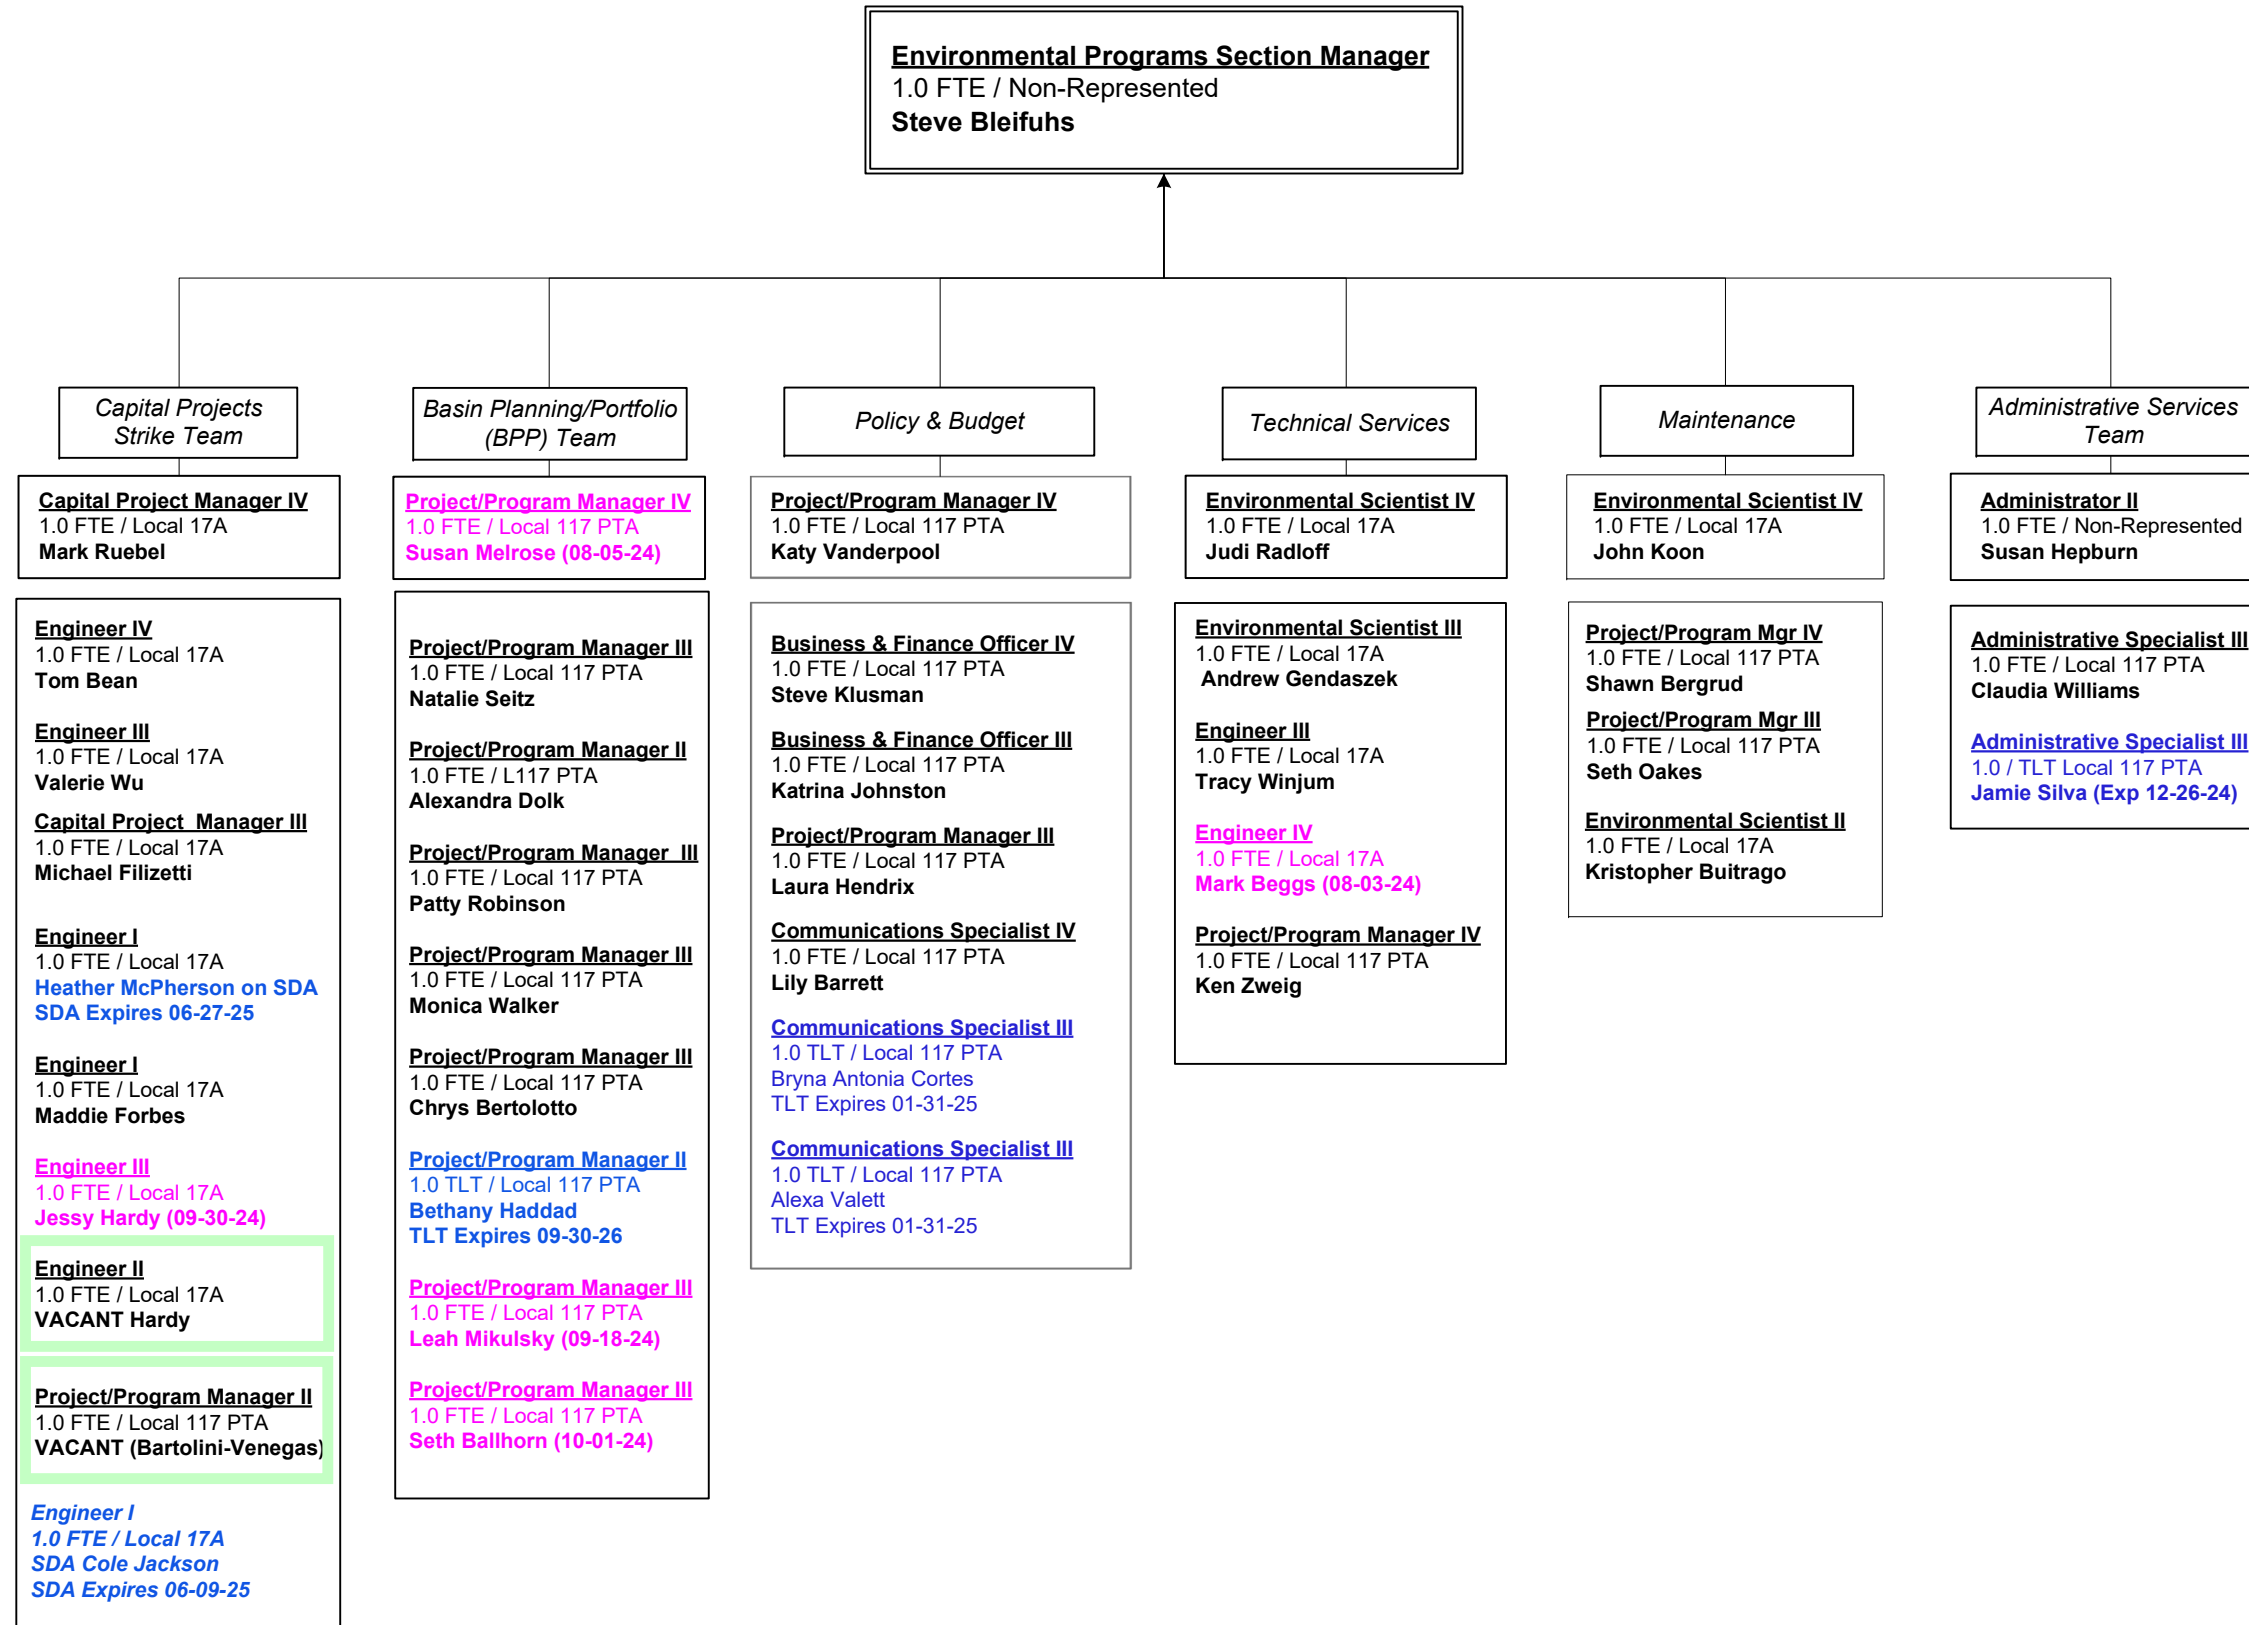 Environmental Programs Section Manager
1.0 FTE / Non-Represented
Steve Bleifuhs
Capital Projects
Strike Team
Capital Project Manager IV
1.0 FTE / Local 17A
Mark Ruebel
Engineer IV
1.0 FTE / Local 17A
Tom Bean
Engineer III
1.0 FTE / Local 17A
Valerie Wu
Capital Project Manager III
1.0 FTE / Local 17A
Michael Filizetti
Engineer I
1.0 FTE / Local 17A
Heather McPherson on SDA
SDA Expires 06-27-25
Engineer I
1.0 FTE / Local 17A
Maddie Forbes
Engineer III
1.0 FTE / Local 17A
Jessy Hardy (09-30-24)
Engineer II
1.0 FTE / Local 17A
VACANT Hardy
Project/Program Manager II
1.0 FTE / Local 117 PTA
VACANT (Bartolini-Venegas)
Engineer I
1.0 FTE / Local 17A
SDA Cole Jackson
SDA Expires 06-09-25
Basin Planning/Portfolio
(BPP) Team
Project/Program Manager IV
1.0 FTE / Local 117 PTA
Susan Melrose (08-05-24)
Project/Program Manager III
1.0 FTE / Local 117 PTA
Natalie Seitz
Project/Program Manager II
1.0 FTE / L117 PTA
Alexandra Dolk
Project/Program Manager III
1.0 FTE / Local 117 PTA
Patty Robinson
Project/Program Manager III
1.0 FTE / Local 117 PTA
Monica Walker
Project/Program Manager III
1.0 FTE / Local 117 PTA
Chrys Bertolotto
Project/Program Manager II
1.0 TLT / Local 117 PTA
Bethany Haddad
TLT Expires 09-30-26
Project/Program Manager III
1.0 FTE / Local 117 PTA
Leah Mikulsky (09-18-24)
Project/Program Manager III
1.0 FTE / Local 117 PTA
Seth Ballhorn (10-01-24)
Policy & Budget
Project/Program Manager IV
1.0 FTE / Local 117 PTA
Katy Vanderpool
Business & Finance Officer IV
1.0 FTE / Local 117 PTA
Steve Klusman
Business & Finance Officer III
1.0 FTE / Local 117 PTA
Katrina Johnston
Project/Program Manager III
1.0 FTE / Local 117 PTA
Laura Hendrix
Communications Specialist IV
1.0 FTE / Local 117 PTA
Lily Barrett
Communications Specialist III
1.0 TLT / Local 117 PTA
Bryna Antonia Cortes
TLT Expires 01-31-25
Communications Specialist III
1.0 TLT / Local 117 PTA
Alexa Valett
TLT Expires 01-31-25
Technical Services
Environmental Scientist IV
1.0 FTE / Local 17A
Judi Radloff
Environmental Scientist III
1.0 FTE / Local 17A
Andrew Gendaszek
Engineer III
1.0 FTE / Local 17A
Tracy Winjum
Engineer IV
1.0 FTE / Local 17A
Mark Beggs (08-03-24)
Project/Program Manager IV
1.0 FTE / Local 117 PTA
Ken Zweig
Maintenance
Environmental Scientist IV
1.0 FTE / Local 17A
John Koon
Project/Program Mgr IV
1.0 FTE / Local 117 PTA
Shawn Bergrud
Project/Program Mgr III
1.0 FTE / Local 117 PTA
Seth Oakes
Environmental Scientist II
1.0 FTE / Local 17A
Kristopher Buitrago
Administrative Services
Team
Administrator II
1.0 FTE / Non-Represented
Susan Hepburn
Administrative Specialist III
1.0 FTE / Local 117 PTA
Claudia Williams
Administrative Specialist III
1.0 / TLT Local 117 PTA
Jamie Silva (Exp 12-26-24)